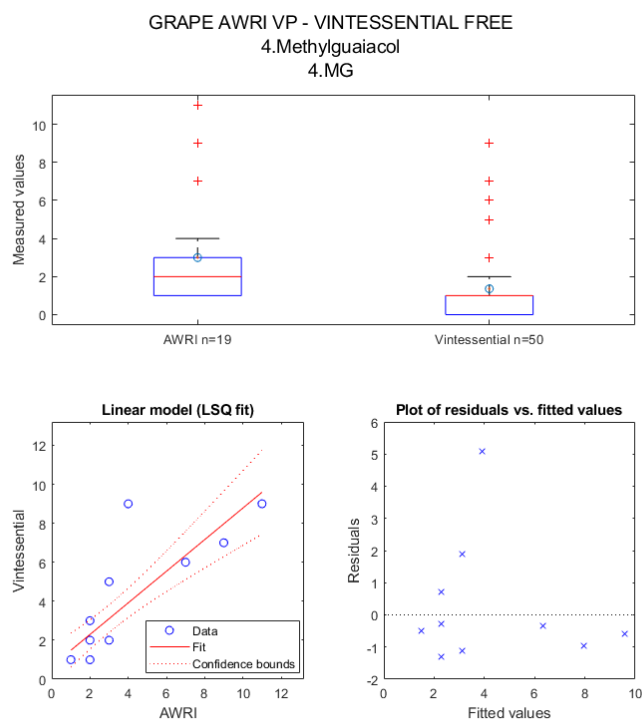 GRAPE AWRI VP - VINTESSENTIAL FREE
4.Methylguaiacol
4.MG
Measured values
10
8
6
4
2
0
AWRI n=19
Vintessential n=50
Linear model (LSQ fit)
Vintessential
12
10
8
6
4
2
0
0 2 4 6 8 10 12
AWRI
Data
Fit
Confidence bounds
Plot of residuals vs. fitted values
Residuals
6
5
4
3
2
1
0
-1
-2
0 2 4 6 8 10
Fitted values